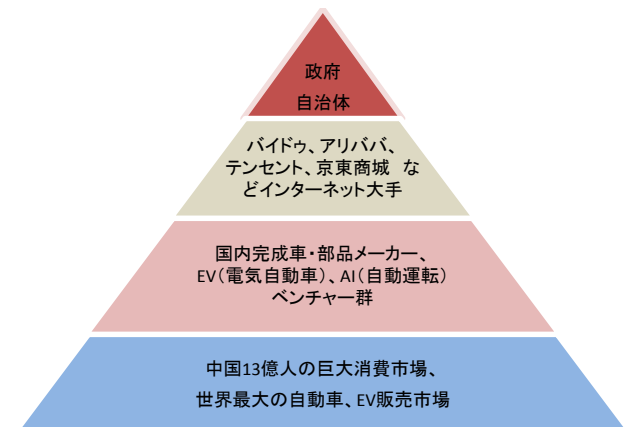 政府
自治体
バイドゥ、アリババ、
テンセント、京東商城　な
どインターネット大手
国内完成車・部品メーカー、
EV（電気自動車）、AI（自動運転）
ベンチャー群
中国13億人の巨大消費市場、
世界最大の自動車、EV販売市場